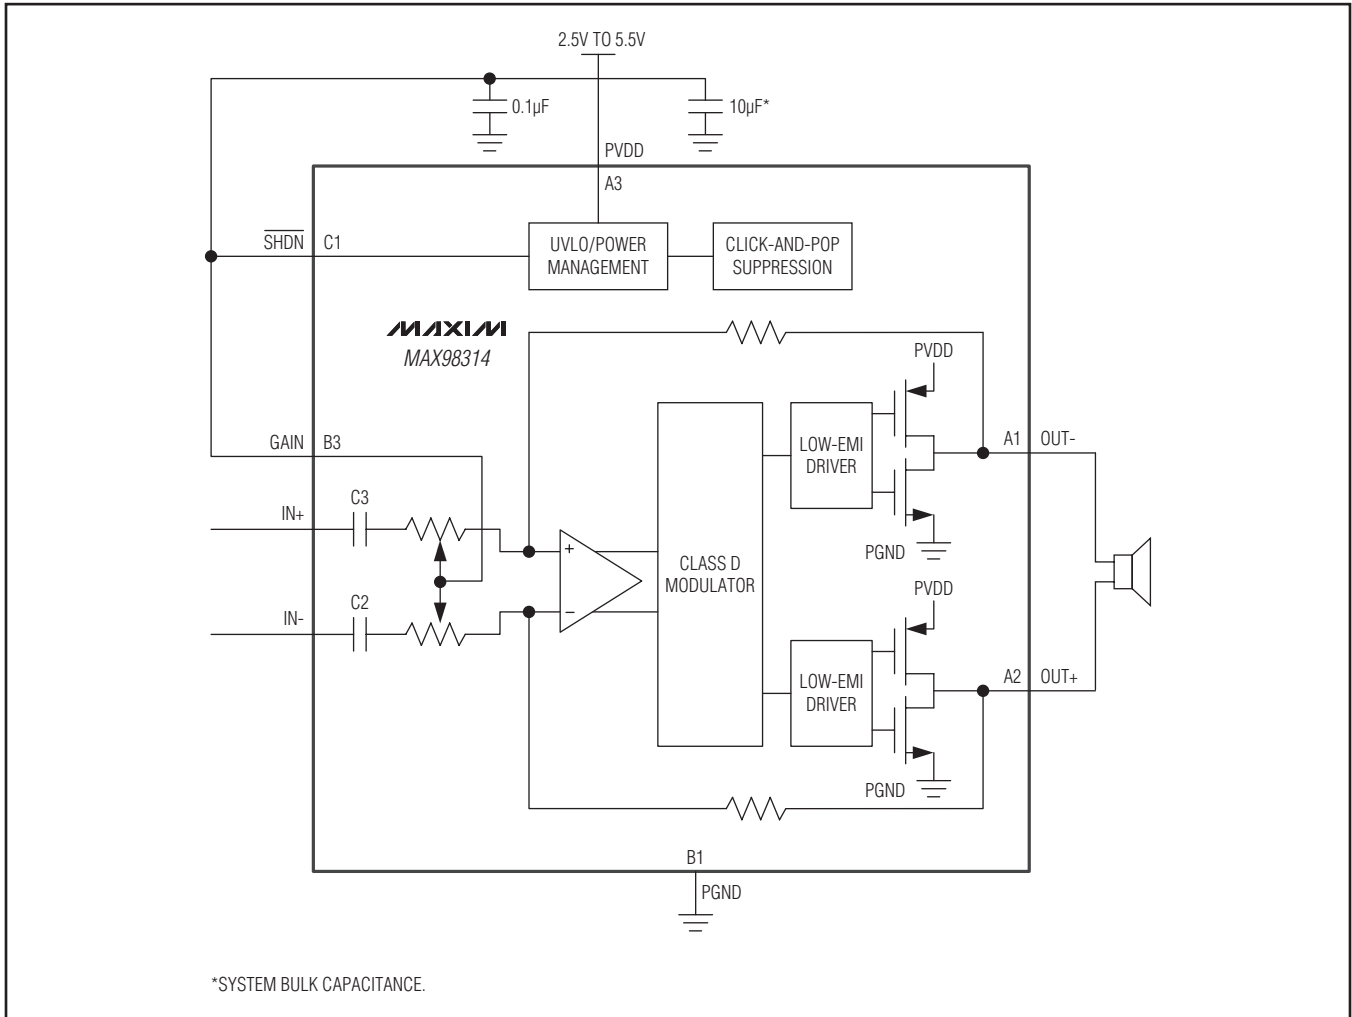 2.5V TO 5.5V
0.1µF
10µF*
PVDD
A3
SHDN
C1
UVLO/POWER
MANAGEMENT
CLICK-AND-POP
SUPPRESSION
MAXIM
MAX98314
PVDD
GAIN
B3
LOW-EMI
DRIVER
A1
OUT-
C3
IN+
+
CLASS D
MODULATOR
PGND
PVDD
C2
IN-
−
LOW-EMI
DRIVER
A2
OUT+
PGND
B1
PGND
*SYSTEM BULK CAPACITANCE.